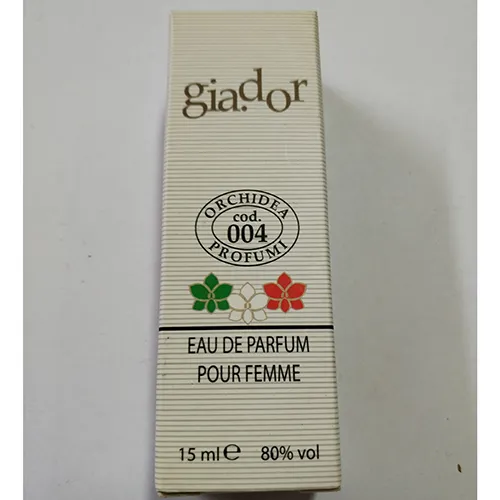 giador
ORCHIDEA
cod.
004
PROFUMI
EAU DE PARFUM
POUR FEMME
15 ml ℮ 80% vol